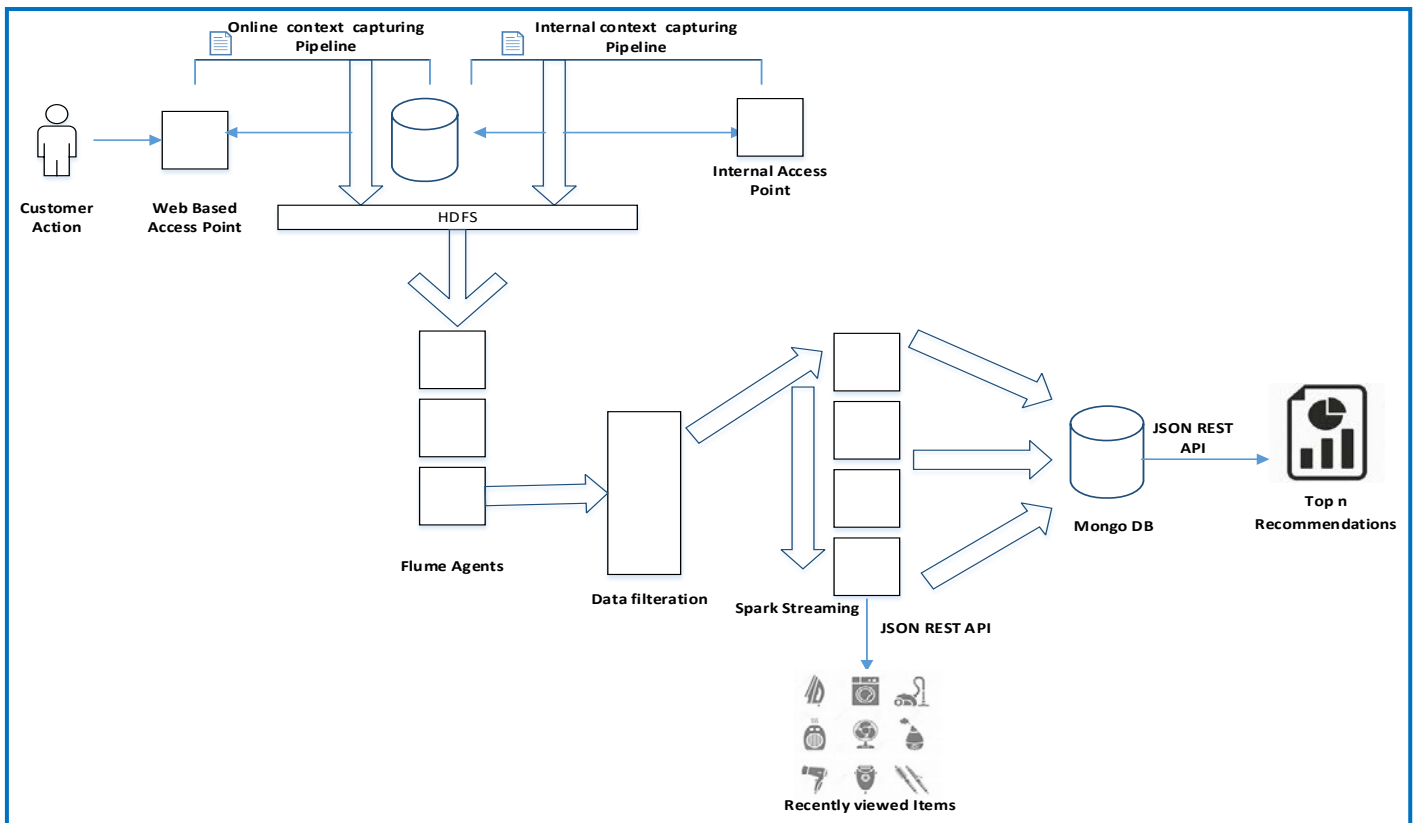 Online context capturing
Pipeline
Internal context capturing
Pipeline
Customer
Action
Web Based
Access Point
Internal Access
Point
HDFS
Flume Agents
Data filteration
Spark Streaming
JSON REST API
Mongo DB
JSON REST
API
Top n
Recommendations
Recently viewed Items